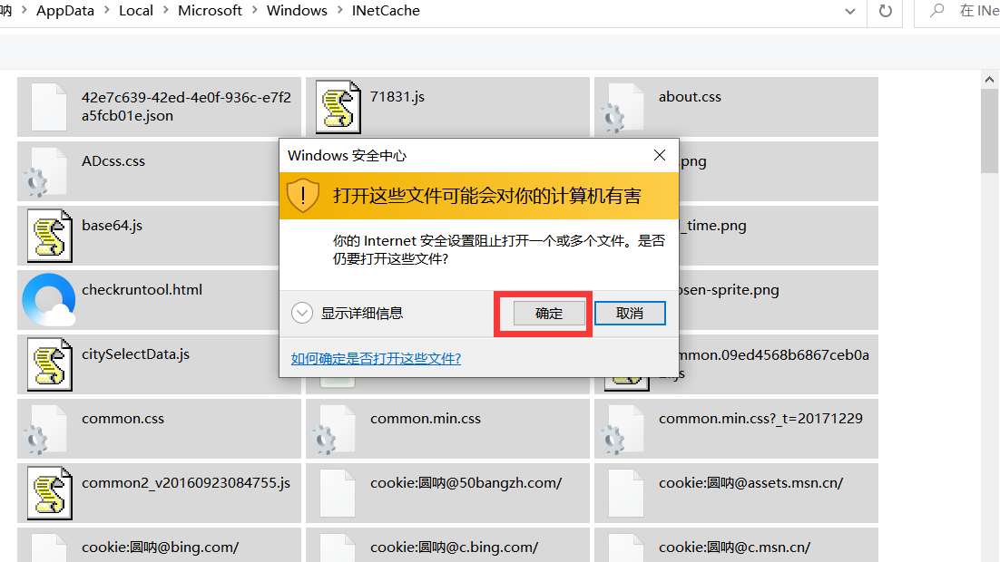 呐 > AppData > Local > Microsoft > Windows > INetCache
在 INe
42e7c639-42ed-4e0f-936c-e7f2
a5fcb01e.json
71831.js
about.css
ADcss.css
.png
base64.js
_time.png
checkruntool.html
osen-sprite.png
citySelectData.js
mmon.09ed4568b6867ceb0a
.js
common.css
common.min.css
common.min.css?_t=20171229
common2_v20160923084755.js
cookie:圆呐@50bangzh.com/
cookie:圆呐@assets.msn.cn/
cookie:圆呐@bing.com/
cookie:圆呐@c.bing.com/
cookie:圆呐@c.msn.cn/
Windows 安全中心
打开这些文件可能会对你的计算机有害
你的 Internet 安全设置阻止打开一个或多个文件。是否
仍要打开这些文件?
显示详细信息
确定
取消
如何确定是否打开这些文件?